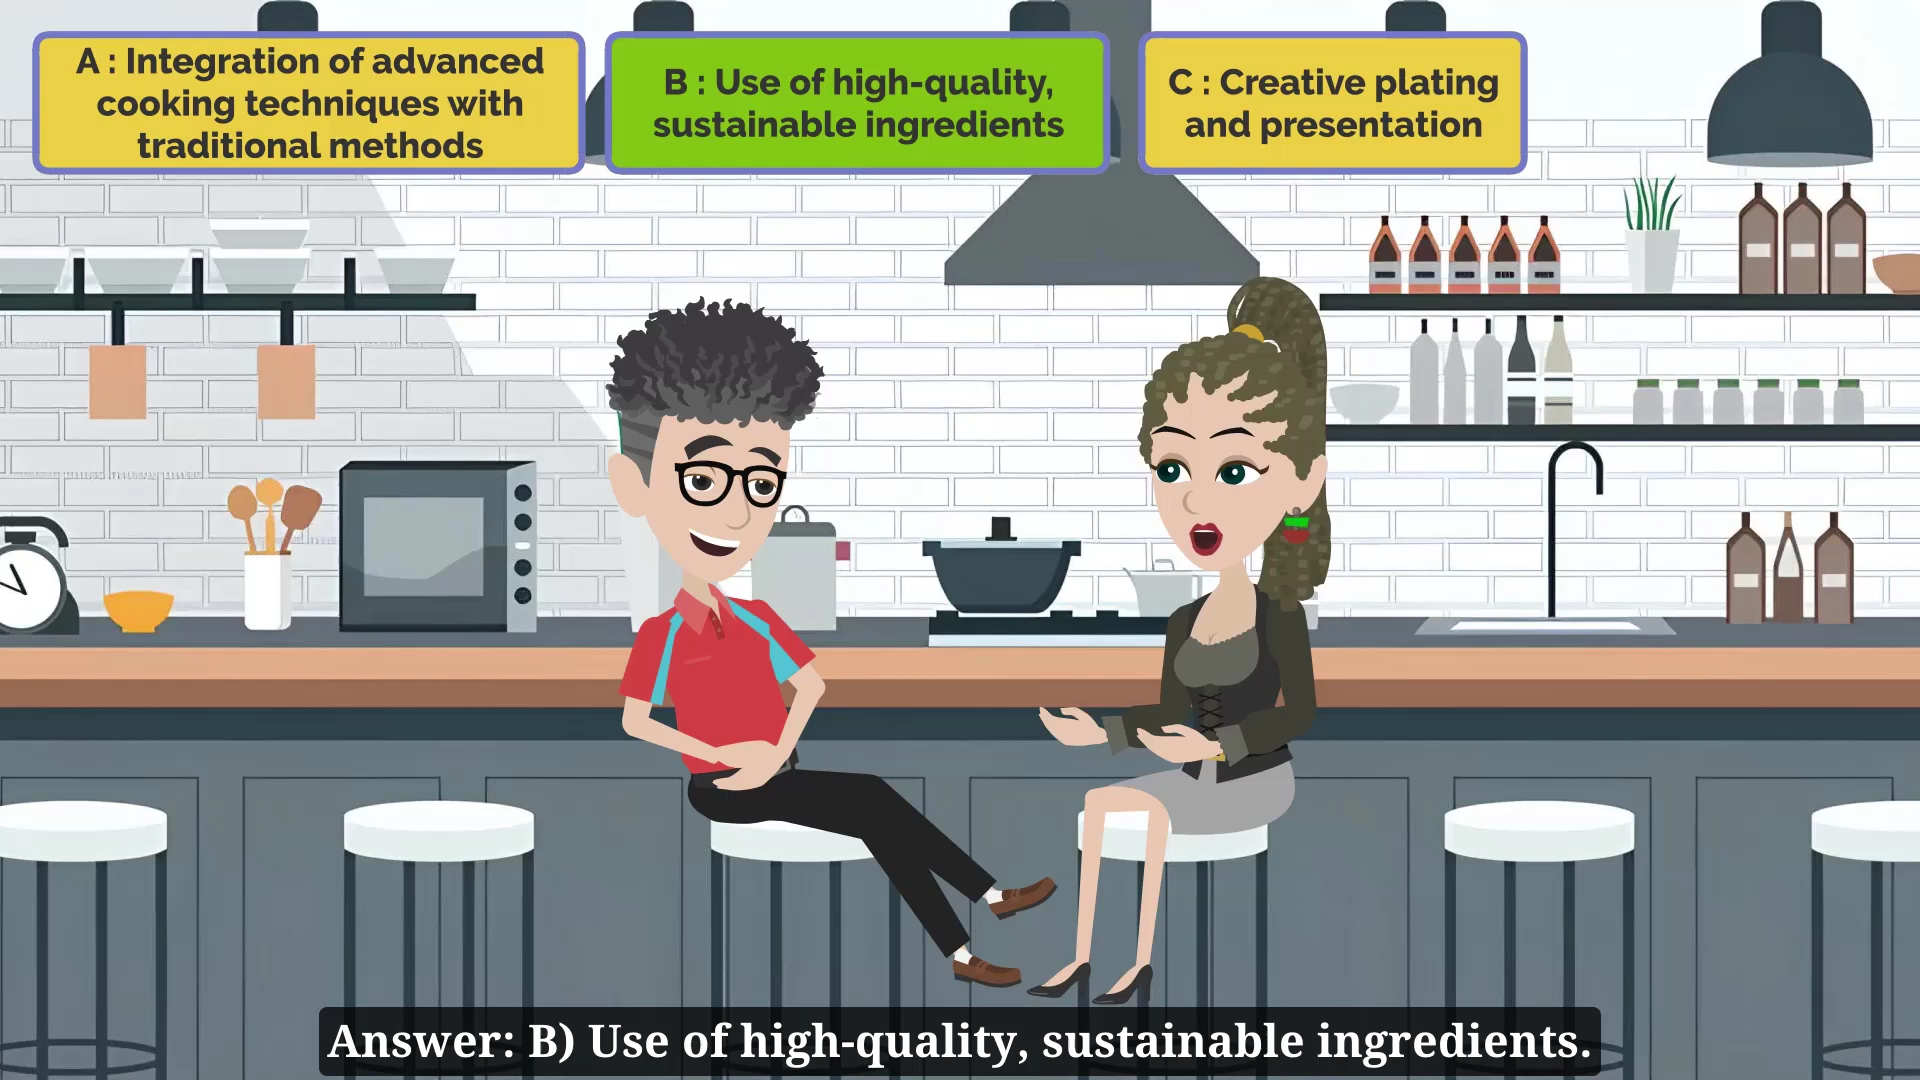 A : Integration of advanced
cooking techniques with
traditional methods
B : Use of high-quality,
sustainable ingredients
C : Creative plating
and presentation
Answer: B) Use of high-quality, sustainable ingredients.